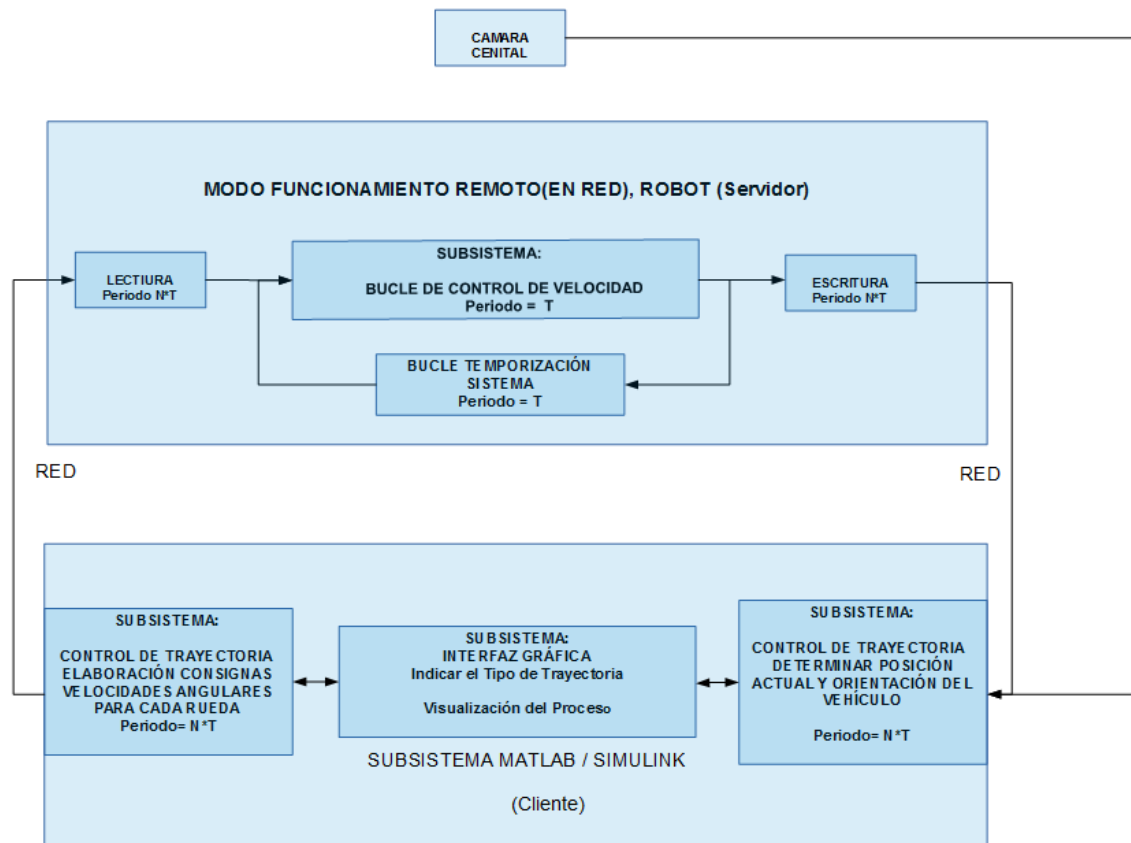 CAMARA
CENITAL
MODO FUNCIONAMIENTO REMOTO(EN RED), ROBOT (Servidor)
LECTIURA
Periodo N*T
SUBSISTEMA:
BUCLE DE CONTROL DE VELOCIDAD
Periodo = T
ESCRITURA
Periodo N*T
BUCLE TEMPORIZACIÓN
SISTEMA
Periodo = T
RED
RED
SUBSISTEMA:
CONTROL DE TRAYECTORIA
ELABORACIÓN CONSIGNAS
VELOCIDADES ANGULARES
PARA CADA RUEDA
Periodo= N*T
SUBSISTEMA:
INTERFAZ GRÁFICA
Indicar el Tipo de Trayectoria
Visualización del Proceso
SUBSISTEMA:
CONTROL DE TRAYECTORIA
DETERMINAR POSICIÓN
ACTUAL Y ORIENTACIÓN DEL
VEHÍCULO
Periodo= N*T
SUBSISTEMA MATLAB / SIMULINK
(Cliente)